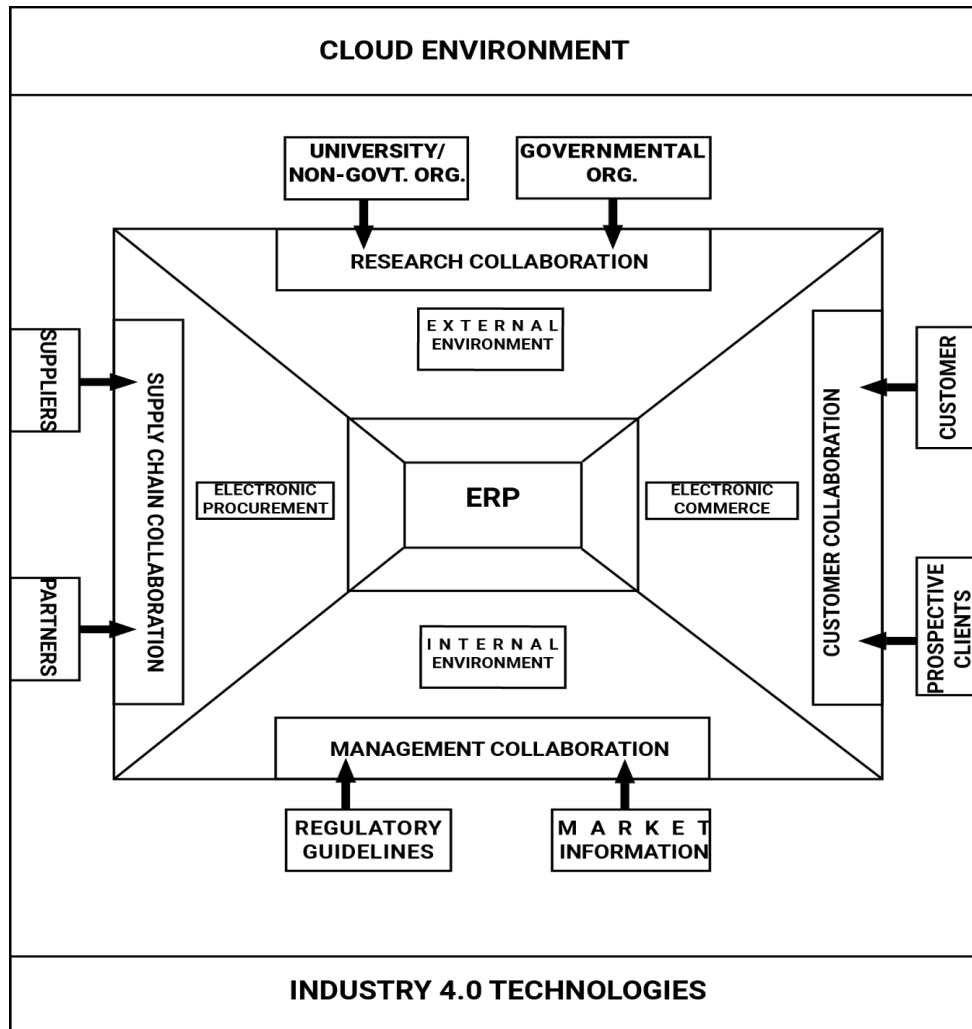 CLOUD ENVIRONMENT
UNIVERSITY/
NON-GOVT. ORG.
GOVERNMENTAL
ORG.
RESEARCH COLLABORATION
EXTERNAL
ENVIRONMENT
SUPPLIERS
PARTNERS
SUPPLY CHAIN COLLABORATION
ELECTRONIC
PROCUREMENT
ERP
ELECTRONIC
COMMERCE
CUSTOMER COLLABORATION
CUSTOMER
PROSPECTIVE
CLIENTS
INTERNAL
ENVIRONMENT
MANAGEMENT COLLABORATION
REGULATORY
GUIDELINES
MARKET
INFORMATION
INDUSTRY 4.0 TECHNOLOGIES